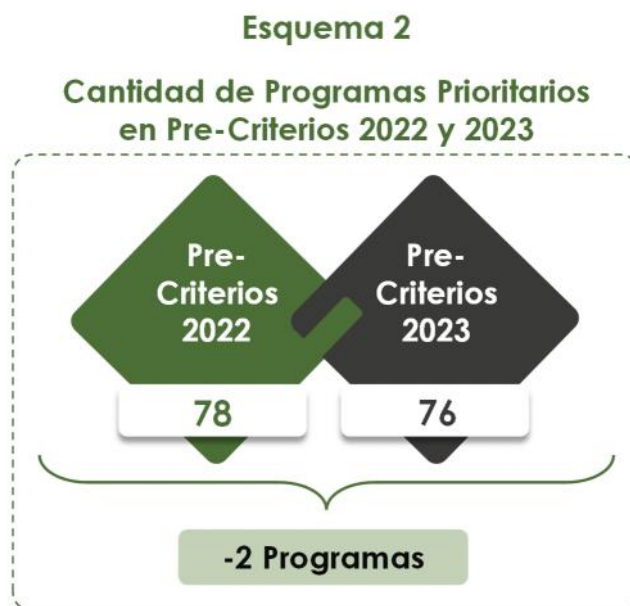 Esquema 2
Cantidad de Programas Prioritarios
en Pre-Criterios 2022 y 2023
Pre-
Criterios
2022
78
Pre-
Criterios
2023
76
-2 Programas